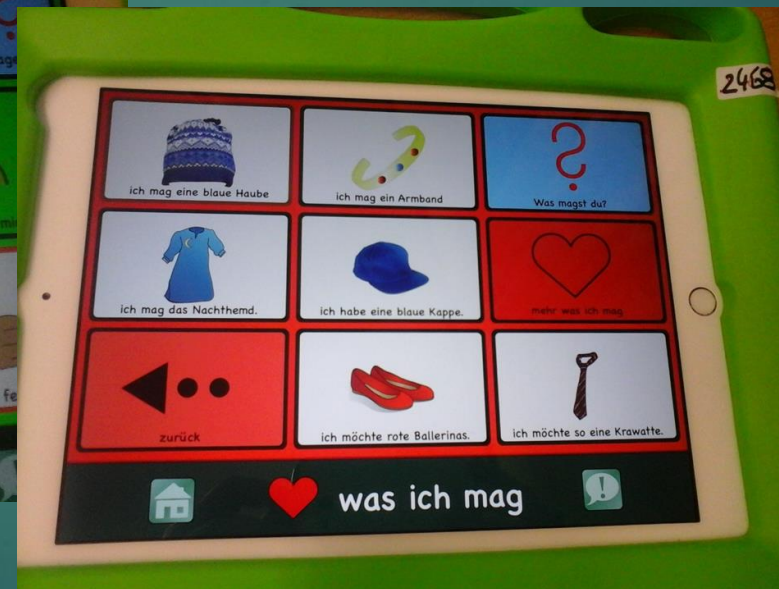 2468
ich mag eine blaue Haube
ich mag ein Armband
Was magst du?
ich mag das Nachthemd.
ich habe eine blaue Kappe.
mehr was ich mag
zurück
ich möchte rote Ballerinas.
ich möchte so eine Krawatte.
was ich mag